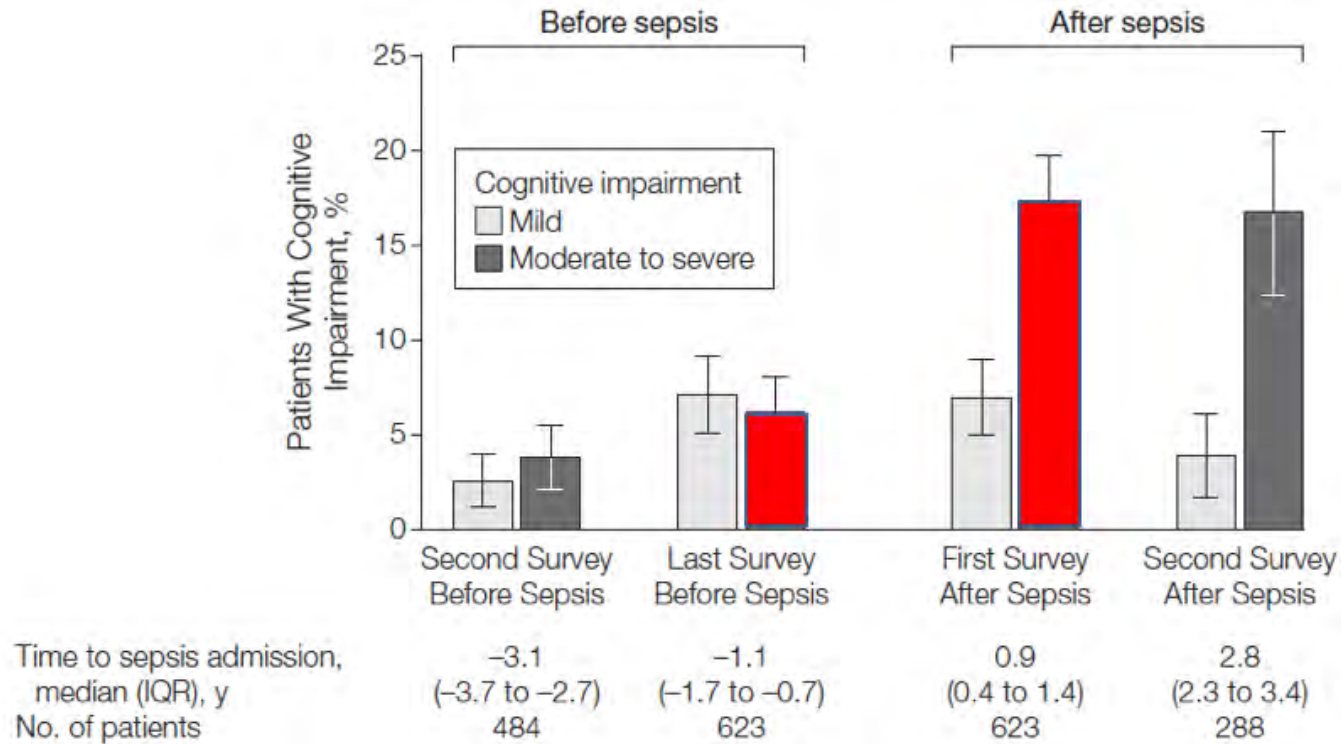 Before sepsis
After sepsis
Patients With Cognitive
Impairment, %
25
20
15
10
5
0
Cognitive impairment
Mild
Moderate to severe
Second Survey
Before Sepsis
Last Survey
Before Sepsis
First Survey
After Sepsis
Second Survey
After Sepsis
Time to sepsis admission,
median (IQR), y
–3.1
(–3.7 to –2.7)
–1.1
(–1.7 to –0.7)
0.9
(0.4 to 1.4)
2.8
(2.3 to 3.4)
No. of patients
484
623
623
288